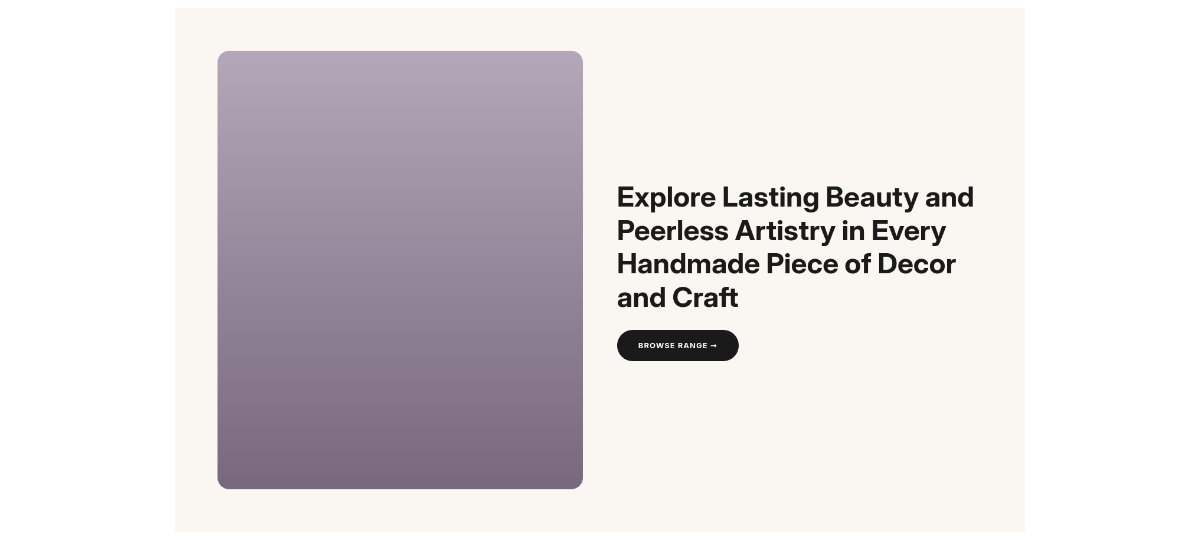 Explore Lasting Beauty and
Peerless Artistry in Every
Handmade Piece of Decor
and Craft
BROWSE RANGE →